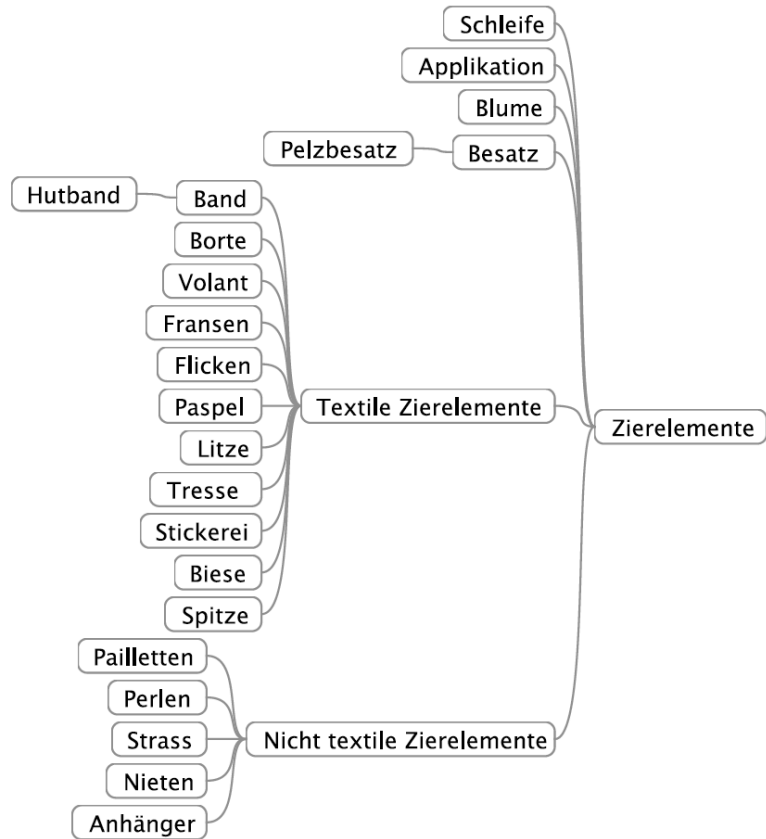 Schleife
Applikation
Blume
Pelzbesatz Besatz
Hutband Band
Borte
Volant
Fransen
Flicken
Paspel Textile Zierelemente
Zierelemente
Litze
Tresse
Stickerei
Biese
Spitze
Pailletten
Perlen
Strass Nicht textile Zierelemente
Nieten
Anhänger